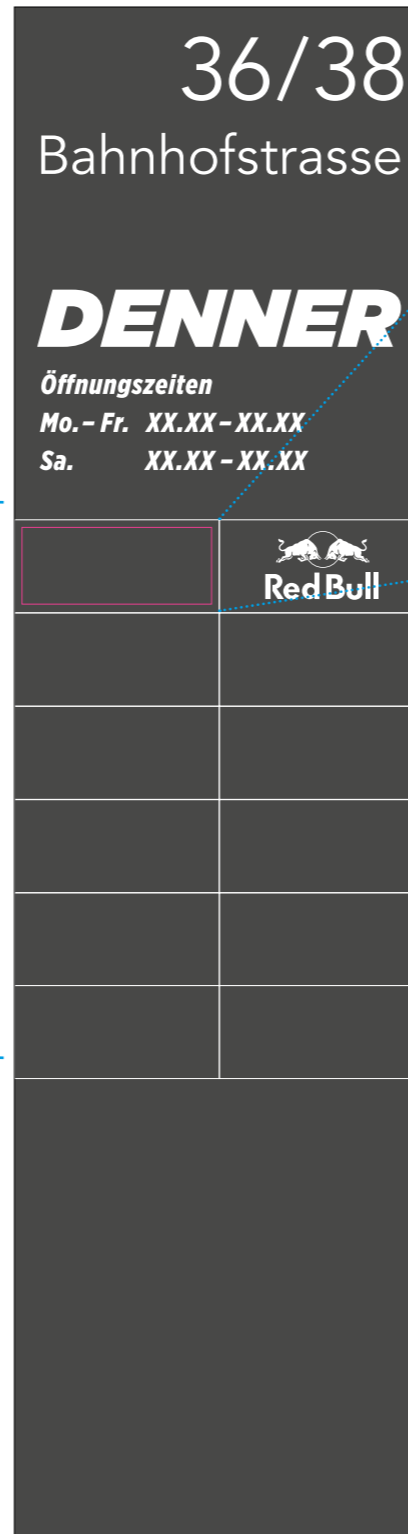 36/38
Bahnhofstrasse
DENNER
Öffnungszeiten
Mo.– Fr. XX.XX – XX.XX
Sa. XX.XX – XX.XX
Red Bull